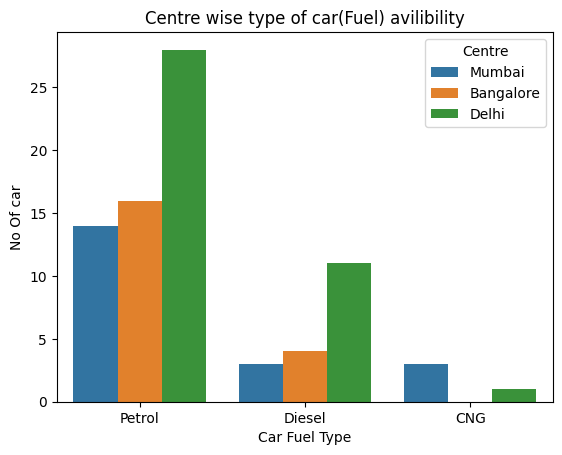 Centre wise type of car(Fuel) avilibility
Centre
Mumbai
Bangalore
Delhi
No Of car
25
20
15
10
5
0
Petrol
Diesel
CNG
Car Fuel Type